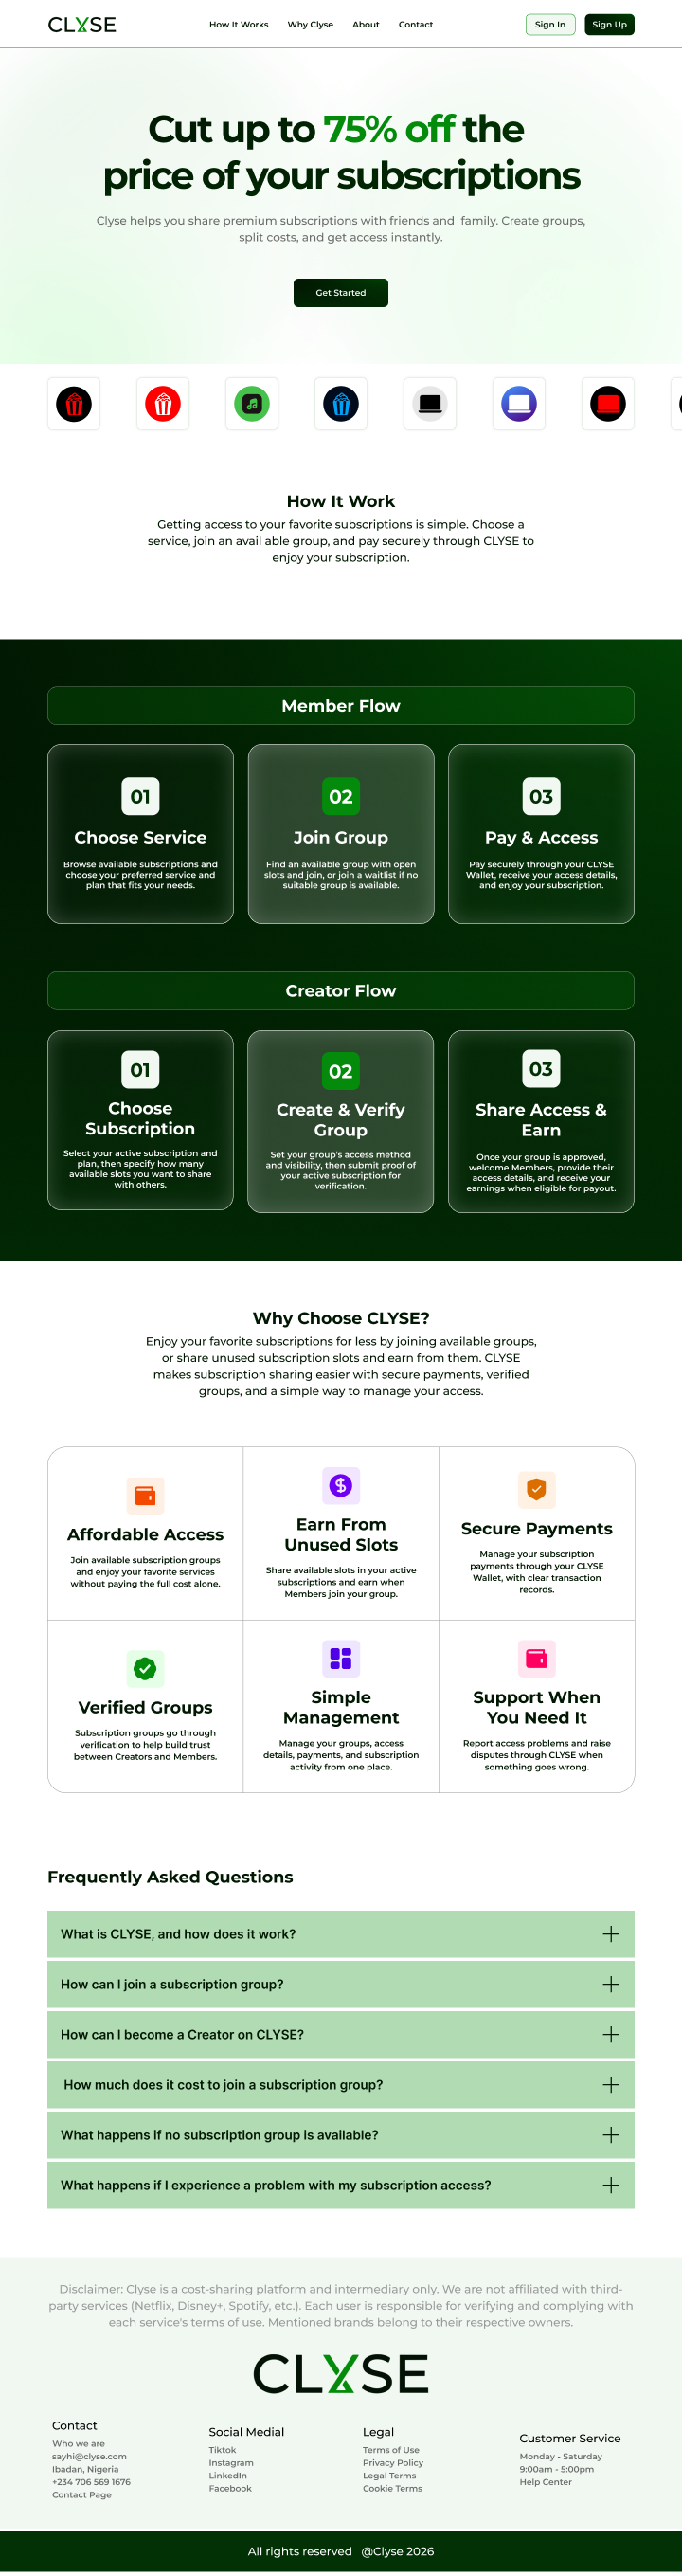 CLYSE
How It Works Why Clyse About Contact
Sign In Sign Up
Cut up to 75% off the
price of your subscriptions
Clyse helps you share premium subscriptions with friends and family. Create groups,
split costs, and get access instantly.
Get Started
How It Work
Getting access to your favorite subscriptions is simple. Choose a
service, join an avail able group, and pay securely through CLYSE to
enjoy your subscription.
Member Flow
01
Choose Service
Browse available subscriptions and
choose your preferred service and
plan that fits your needs.
02
Join Group
Find an available group with open
slots and join, or join a waitlist if no
suitable group is available.
03
Pay & Access
Pay securely through your CLYSE
Wallet, receive your access details,
and enjoy your subscription.
Creator Flow
01
Choose
Subscription
Select your active subscription and
plan, then specify how many
available slots you want to share
with others.
02
Create & Verify
Group
Set your group's access method
and visibility, then submit proof of
your active subscription for
verification.
03
Share Access &
Earn
Once your group is approved,
welcome Members, provide their
access details, and receive your
earnings when eligible for payout.
Why Choose CLYSE?
Enjoy your favorite subscriptions for less by joining available groups,
or share unused subscription slots and earn from them. CLYSE
makes subscription sharing easier with secure payments, verified
groups, and a simple way to manage your access.
Affordable Access
Join available subscription groups
and enjoy your favorite services
without paying the full cost alone.
Earn From
Unused Slots
Share available slots in your active
subscriptions and earn when
Members join your group.
Secure Payments
Manage your subscription
payments through your CLYSE
Wallet, with clear transaction
records.
Verified Groups
Subscription groups go through
verification to help build trust
between Creators and Members.
Simple
Management
Manage your groups, access
details, payments, and subscription
activity from one place.
Support When
You Need It
Report access problems and raise
disputes through CLYSE when
something goes wrong.
Frequently Asked Questions
What is CLYSE, and how does it work?
How can I join a subscription group?
How can I become a Creator on CLYSE?
How much does it cost to join a subscription group?
What happens if no subscription group is available?
What happens if I experience a problem with my subscription access?
Disclaimer: Clyse is a cost-sharing platform and intermediary only. We are not affiliated with third-
party services (Netflix, Disney+, Spotify, etc.). Each user is responsible for verifying and complying with
each service's terms of use. Mentioned brands belong to their respective owners.
CLYSE
Contact
Who we are
sayhi@clyse.com
Ibadan, Nigeria
+234 706 569 1676
Contact Page
Social Medial
Tiktok
Instagram
LinkedIn
Facebook
Legal
Terms of Use
Privacy Policy
Legal Terms
Cookie Terms
Customer Service
Monday - Saturday
9:00am - 5:00pm
Help Center
All rights reserved @Clyse 2026